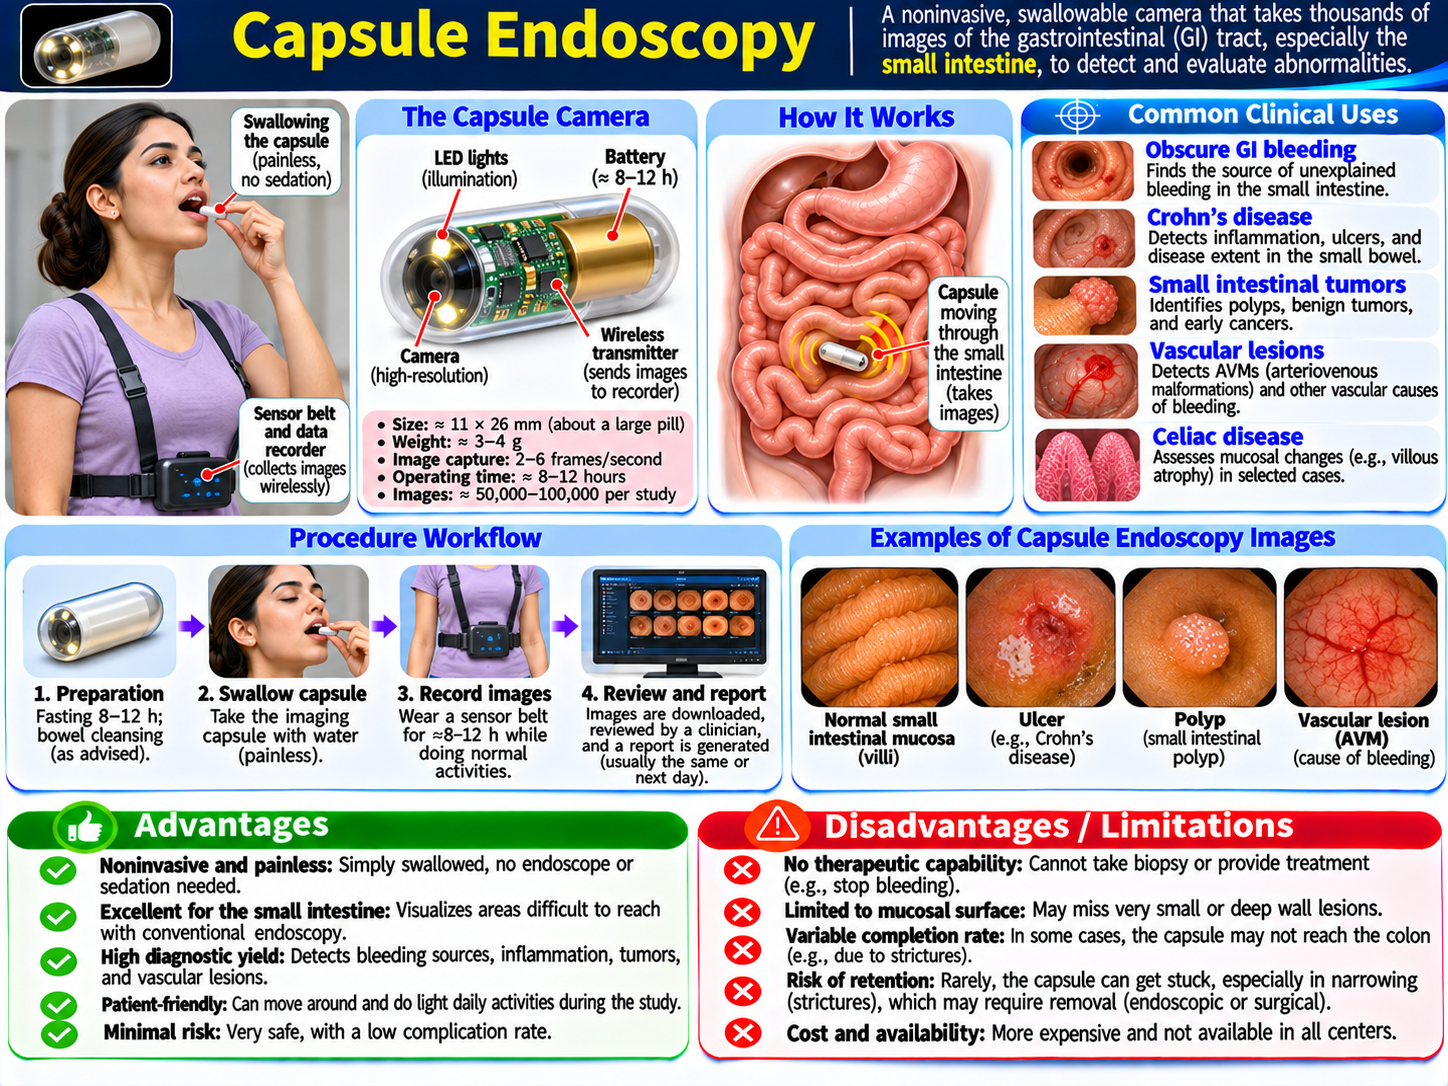 Capsule Endoscopy
A noninvasive, swallowable camera that takes thousands of
images of the gastrointestinal (GI) tract, especially the
small intestine, to detect and evaluate abnormalities.
Swallowing
the capsule
(painless,
no sedation)
Sensor belt
and data
recorder
(collects images
wirelessly)
The Capsule Camera
LED lights
(illumination)
Battery
(≈ 8–12 h)
Camera
(high-resolution)
Wireless
transmitter
(sends images
to recorder)
• Size: ≈ 11 × 26 mm (about a large pill)
• Weight: ≈ 3–4 g
• Image capture: 2–6 frames/second
• Operating time: ≈ 8–12 hours
• Images: ≈ 50,000–100,000 per study
How It Works
Capsule
moving
through
the small
intestine
(takes
images)
Common Clinical Uses
Obscure GI bleeding
Finds the source of unexplained
bleeding in the small intestine.
Crohn's disease
Detects inflammation, ulcers, and
disease extent in the small bowel.
Small intestinal tumors
Identifies polyps, benign tumors,
and early cancers.
Vascular lesions
Detects AVMs (arteriovenous
malformations) and other vascular causes
of bleeding.
Celiac disease
Assesses mucosal changes (e.g., villous
atrophy) in selected cases.
Procedure Workflow
1. Preparation
Fasting 8–12 h;
bowel cleansing
(as advised).
2. Swallow capsule
Take the imaging
capsule with water
(painless).
3. Record images
Wear a sensor belt
for ≈8–12 h while
doing normal
activities.
4. Review and report
Images are downloaded,
reviewed by a clinician,
and a report is generated
(usually the same or
next day).
Examples of Capsule Endoscopy Images
Normal small
intestinal mucosa
(villi)
Ulcer
(e.g., Crohn's
disease)
Polyp
(small intestinal
polyp)
Vascular lesion
(AVM)
(cause of bleeding)
Advantages
Noninvasive and painless: Simply swallowed, no endoscope or
sedation needed.
Excellent for the small intestine: Visualizes areas difficult to reach
with conventional endoscopy.
High diagnostic yield: Detects bleeding sources, inflammation, tumors,
and vascular lesions.
Patient-friendly: Can move around and do light daily activities during the study.
Minimal risk: Very safe, with a low complication rate.
Disadvantages / Limitations
No therapeutic capability: Cannot take biopsy or provide treatment
(e.g., stop bleeding).
Limited to mucosal surface: May miss very small or deep wall lesions.
Variable completion rate: In some cases, the capsule may not reach the colon
(e.g., due to strictures).
Risk of retention: Rarely, the capsule can get stuck, especially in narrowing
(strictures), which may require removal (endoscopic or surgical).
Cost and availability: More expensive and not available in all centers.